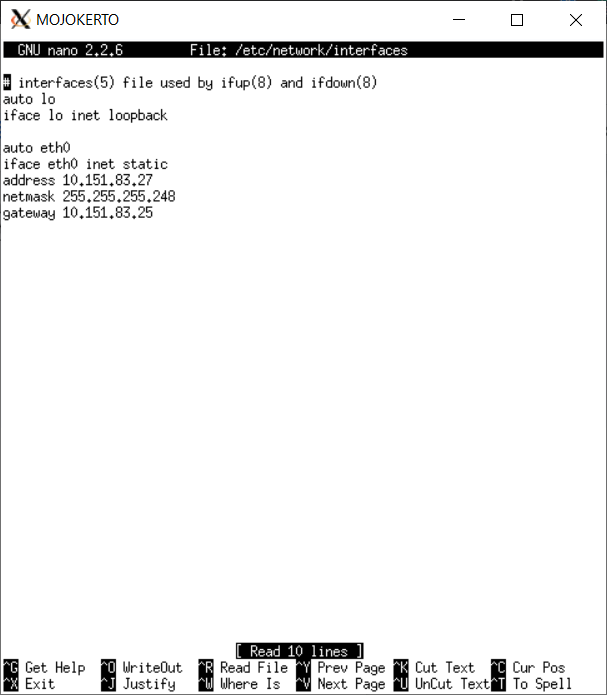 MOJOKERTO
GNU nano 2.2.6 File: /etc/network/interfaces
# interfaces(5) file used by ifup(8) and ifdown(8)
auto lo
iface lo inet loopback
auto eth0
iface eth0 inet static
address 10.151.83.27
netmask 255.255.255.248
gateway 10.151.83.25
[ Read 10 lines ]
^G Get Help ^O WriteOut ^R Read File ^Y Prev Page ^K Cut Text ^C Cur Pos
^X Exit ^J Justify ^W Where Is ^V Next Page ^U UnCut Text ^T To Spell